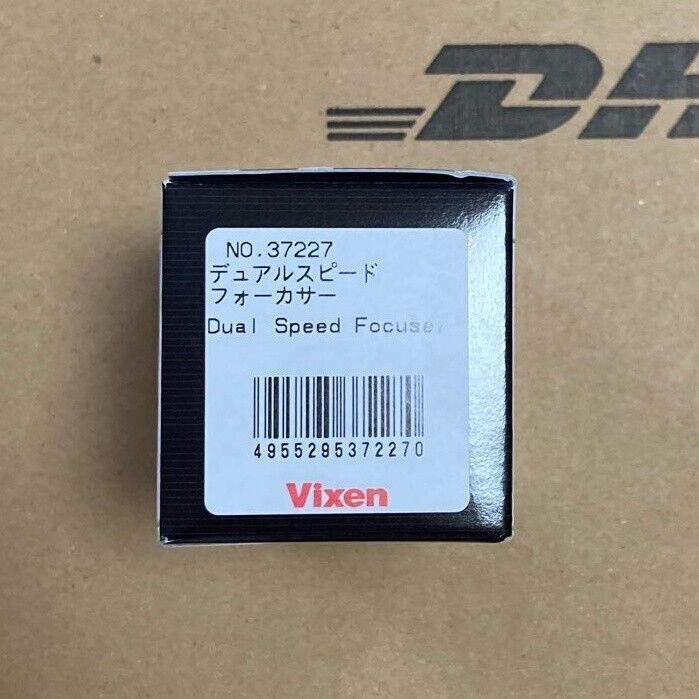 DH
NO.37227
デュアルスピード
フォーカサー
Dual Speed Focuser
4955295372270
Vixen